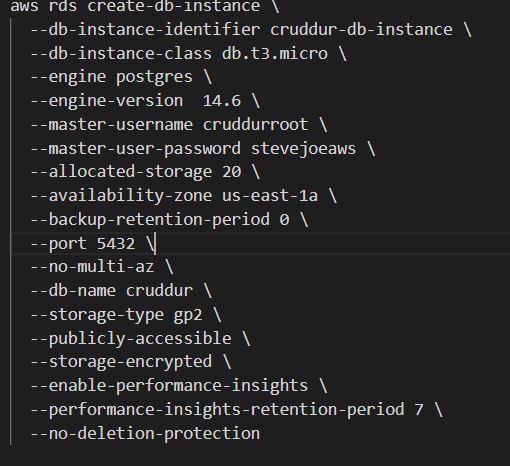 aws rds create-db-instance \
--db-instance-identifier cruddur-db-instance \
--db-instance-class db.t3.micro \
--engine postgres \
--engine-version  14.6 \
--master-username cruddurroot \
--master-user-password stevejoeaws \
--allocated-storage 20 \
--availability-zone us-east-1a \
--backup-retention-period 0 \
--port 5432 \
--no-multi-az \
--db-name cruddur \
--storage-type gp2 \
--publicly-accessible \
--storage-encrypted \
--enable-performance-insights \
--performance-insights-retention-period 7 \
--no-deletion-protection